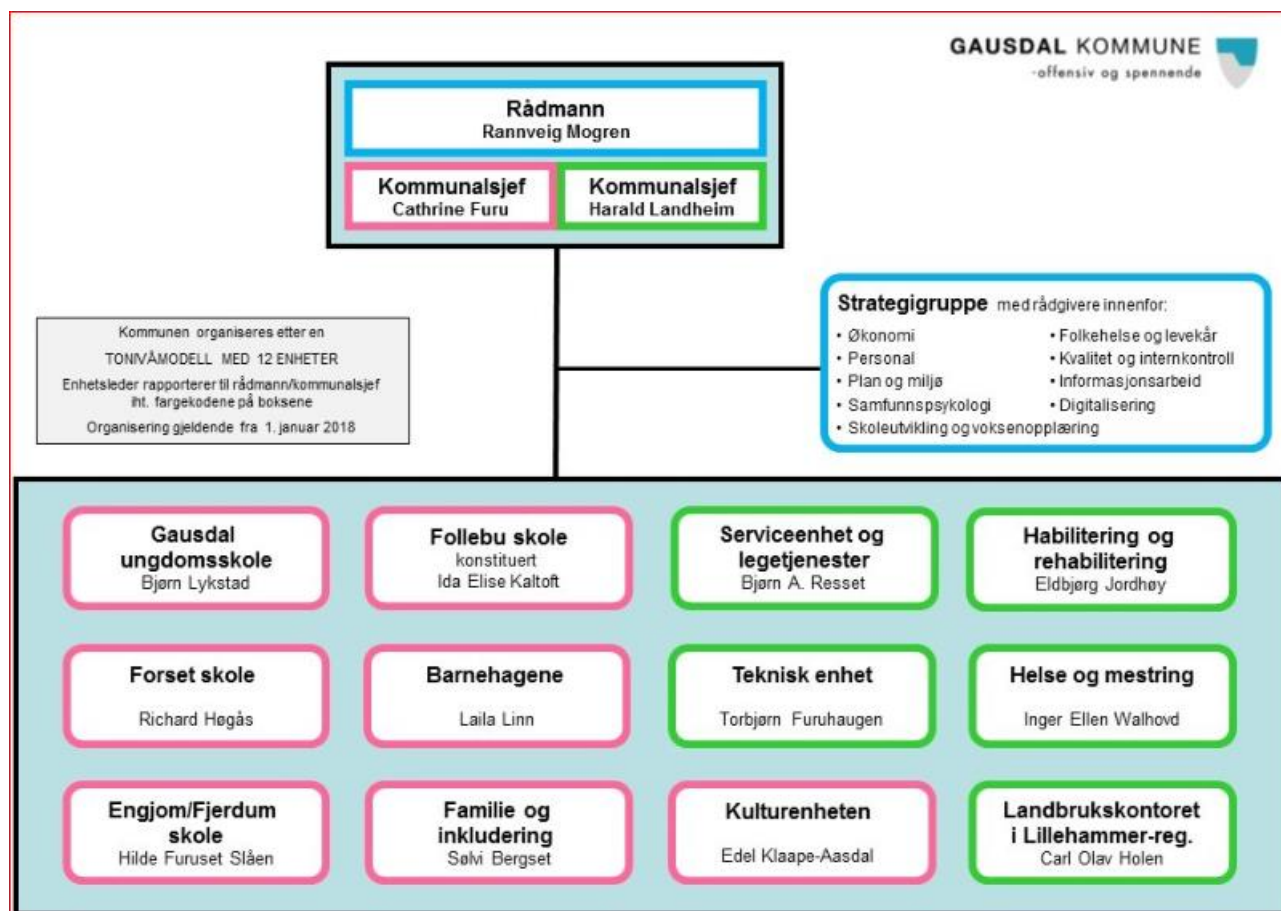 GAUSDAL KOMMUNE
-offensiv og spennende
Rådmann
Rannveig Mogren
Kommunalsjef
Cathrine Furu
Kommunalsjef
Harald Landheim
Kommunen organiseres etter en
TONIVÅMODELL MED 12 ENHETER
Enhetsleder rapporterer til rådmann/kommunalsjef
iht. fargekodene på boksene
Organisering gjeldende fra 1. januar 2018
Strategigruppe med rådgivere innenfor:
• Økonomi
• Personal
• Plan og miljø
• Samfunnspsykologi
• Skoleutvikling og voksenopplæring
• Folkehelse og levekår
• Kvalitet og internkontroll
• Informasjonsarbeid
• Digitalisering
Gausdal
ungdomsskole
Bjørn Lykstad
Follebu skole
konstituert
Ida Elise Kaltoft
Serviceenhet og
legetjenester
Bjørn A. Resset
Habilitering og
rehabilitering
Eldbjørg Jordhøy
Forset skole
Richard Høgås
Barnehagene
Laila Linn
Teknisk enhet
Torbjørn Furuhaugen
Helse og mestring
Inger Ellen Walhovd
Engjom/Fjerdum
skole
Hilde Furuset Slåen
Familie og
inkludering
Sølvi Bergset
Kulturenheten
Edel Klaape-Aasdal
Landbrukskontoret
i Lillehammer-reg.
Carl Olav Holen